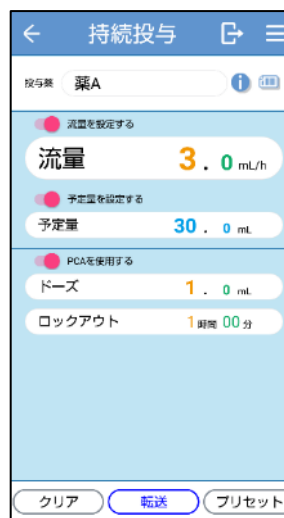 持続投与
投与薬 薬A
流量を設定する
流量 3 . 0 mL/h
予定量を設定する
予定量 30 . 0 mL
PCAを使用する
ドーズ 1 . 0 mL
ロックアウト 1 時間 00 分
クリア 転送 プリセット